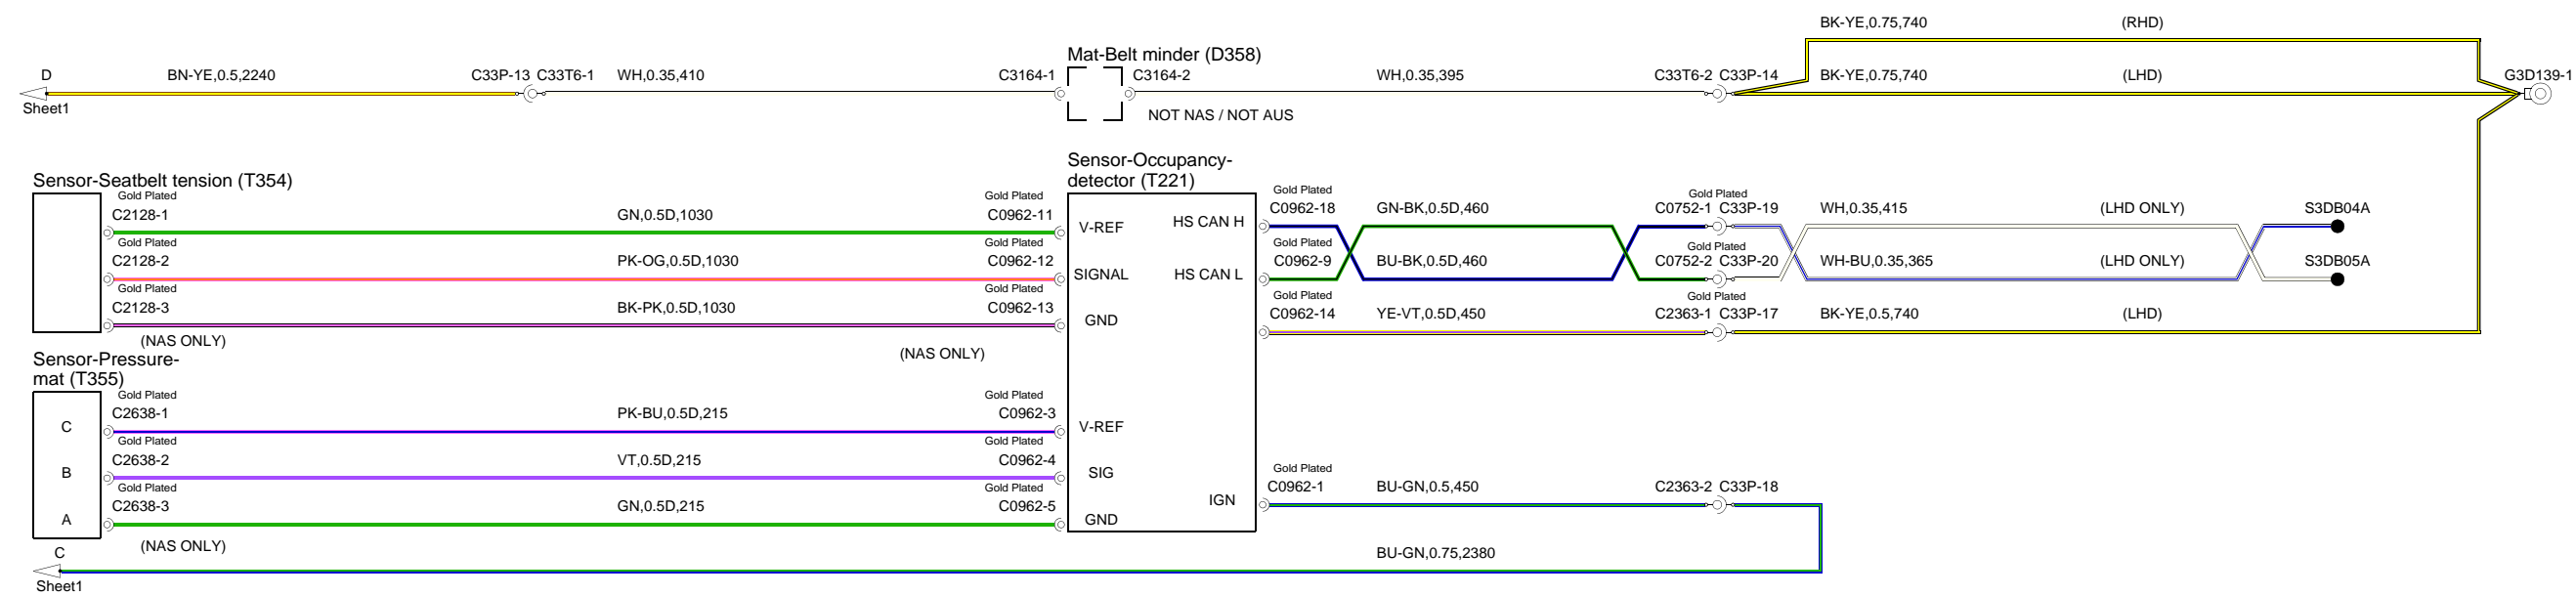 BK-YE,0.75,740 (RHD)
Mat-Belt minder (D358)
D BN-YE,0.5,2240 C33P-13 C33T6-1 WH,0.35,410 C3164-1 C3164-2 WH,0.35,395 C33T6-2 C33P-14 BK-YE,0.75,740 (LHD) G3D139-1
Sheet1
NOT NAS / NOT AUS
Sensor-Occupancy-
detector (T221)
Sensor-Seatbelt tension (T354)
Gold Plated Gold Plated Gold Plated Gold Plated
C2128-1 GN,0.5D,1030 C0962-11 V-REF HS CAN H C0962-18 GN-BK,0.5D,460 C0752-1 C33P-19 WH,0.35,415 (LHD ONLY) S3DB04A
Gold Plated Gold Plated Gold Plated Gold Plated
C2128-2 PK-OG,0.5D,1030 C0962-12 SIGNAL HS CAN L C0962-9 BU-BK,0.5D,460 C0752-2 C33P-20 WH-BU,0.35,365 (LHD ONLY) S3DB05A
Gold Plated Gold Plated Gold Plated Gold Plated
C2128-3 BK-PK,0.5D,1030 C0962-13 GND C0962-14 YE-VT,0.5D,450 C2363-1 C33P-17 BK-YE,0.5,740 (LHD)
(NAS ONLY) (NAS ONLY)
Sensor-Pressure-
mat (T355)
Gold Plated Gold Plated
C C2638-1 PK-BU,0.5D,215 C0962-3 V-REF
Gold Plated Gold Plated
B C2638-2 VT,0.5D,215 C0962-4 SIG
Gold Plated Gold Plated Gold Plated
A C2638-3 GN,0.5D,215 C0962-5 GND IGN C0962-1 BU-GN,0.5,450 C2363-2 C33P-18
(NAS ONLY)
C BU-GN,0.75,2380
Sheet1